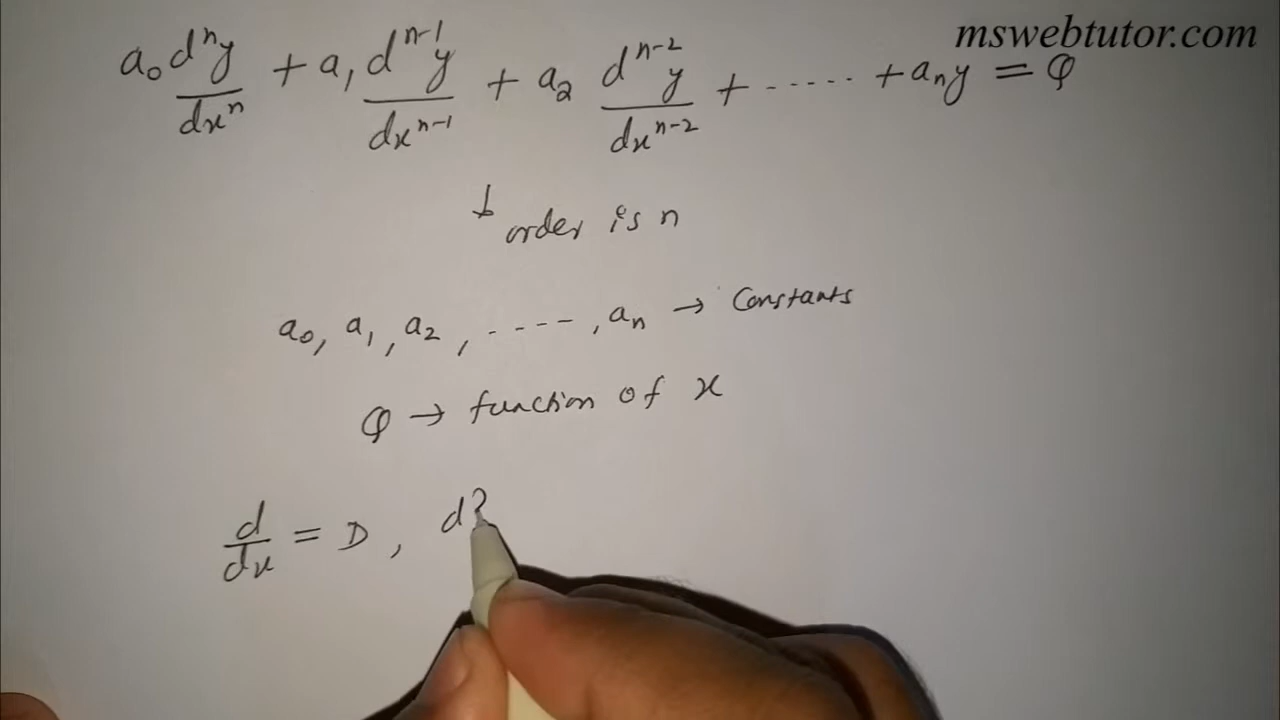 mswebtutor.com
a₀ dⁿy/dxⁿ + a₁ dⁿ⁻¹y/dxⁿ⁻¹ + a₂ dⁿ⁻²y/dxⁿ⁻² + ····· + aₙy = Q
↓ order is n
a₀, a₁, a₂, ----, aₙ → Constants
Q → function of x
d/dx = D, d²